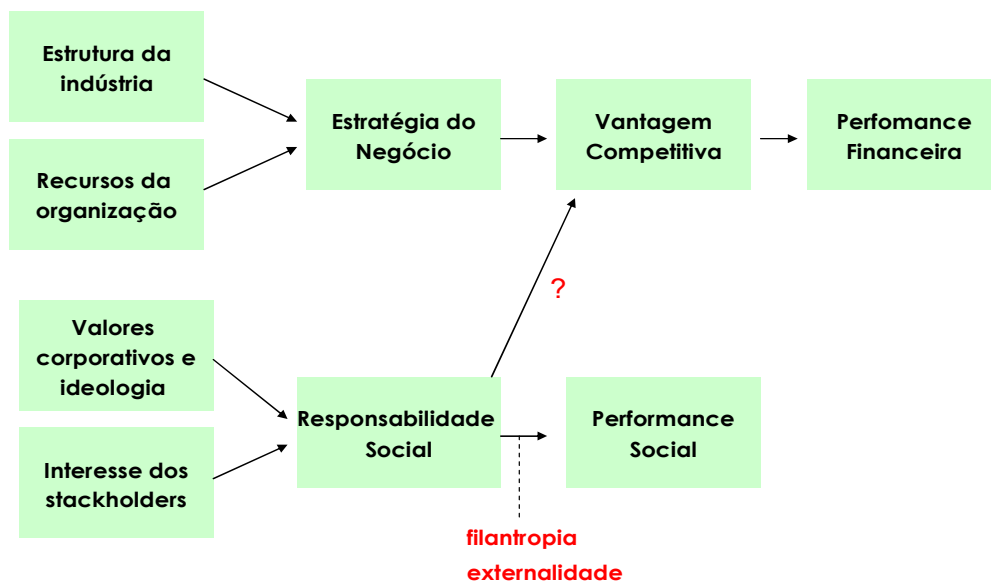 Estrutura da
indústria
Recursos da
organização
Estratégia do
Negócio
Vantagem
Competitiva
Perfomance
Financeira
?
Valores
corporativos e
ideologia
Interesse dos
stackholders
Responsabilidade
Social
Performance
Social
filantropia
externalidade